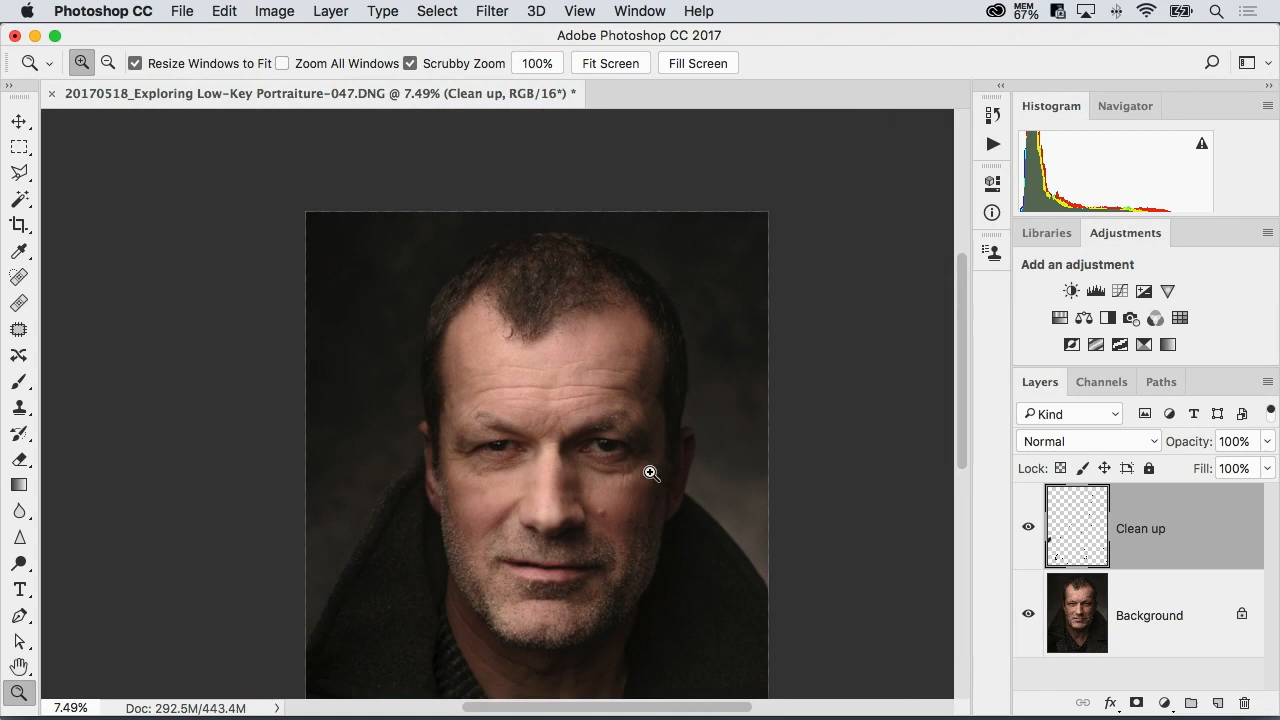 Photoshop CC File Edit Image Layer Type Select Filter 3D View Window Help MEM 67%
Adobe Photoshop CC 2017
Resize Windows to Fit Zoom All Windows Scrubby Zoom 100% Fit Screen Fill Screen
20170518_Exploring Low-Key Portraiture-047.DNG @ 7.49% (Clean up, RGB/16*) *
Histogram Navigator
Libraries Adjustments
Add an adjustment
Layers Channels Paths
Kind
Normal Opacity: 100%
Lock: Fill: 100%
Clean up
Background
fx
7.49% Doc: 292.5M/443.4M